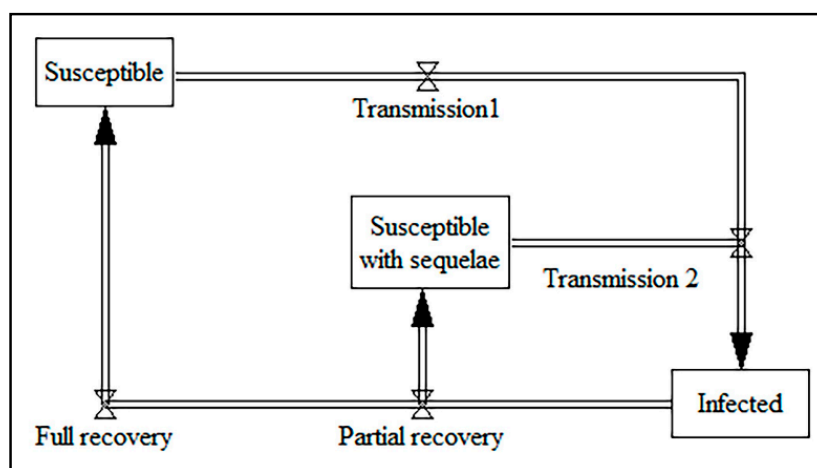 Susceptible
Transmission1
Susceptible
with sequelae
Transmission 2
Infected
Full recovery
Partial recovery